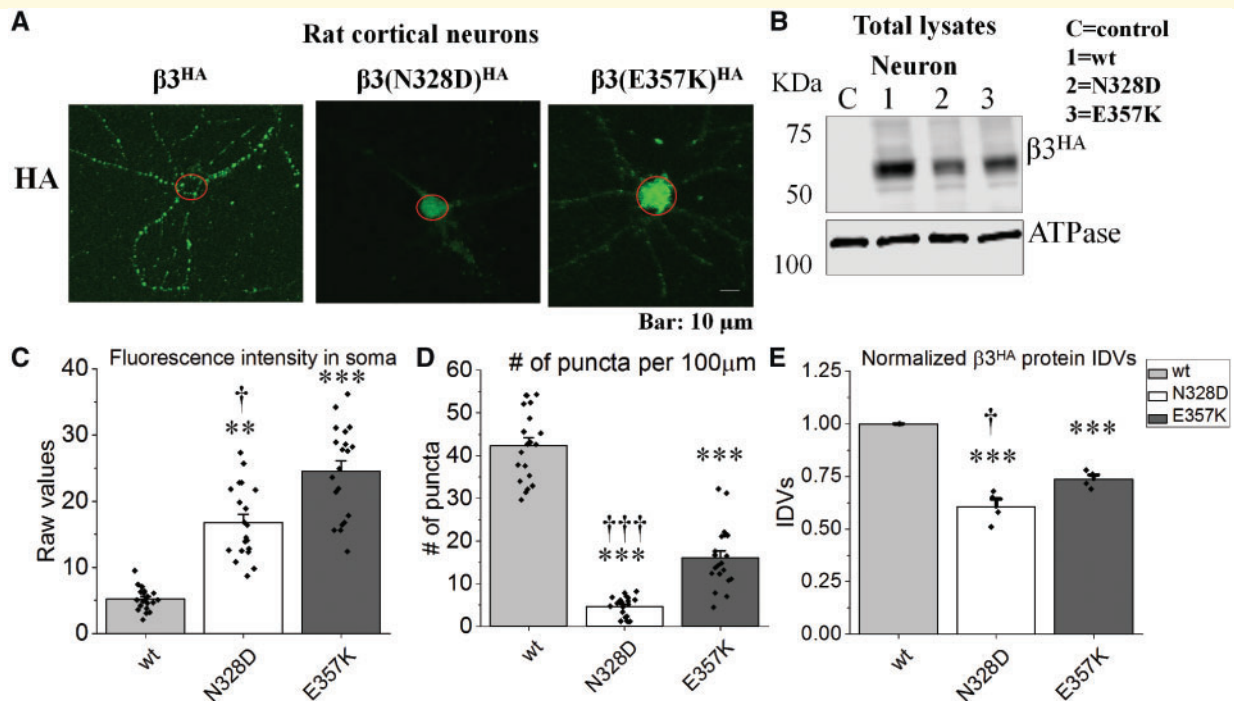 A
Rat cortical neurons
β3ᴴᴬ β3(N328D)ᴴᴬ β3(E357K)ᴴᴬ
HA
Bar: 10 μm
B
Total lysates
Neuron
KDa C 1 2 3
75
50
β3ᴴᴬ
100
ATPase
C=control
1=wt
2=N328D
3=E357K
C
Fluorescence intensity in soma
Raw values
40
30
20
10
0
†
**
***
wt N328D E357K
D
# of puncta per 100μm
# of puncta
60
50
40
30
20
10
0
†††
***
***
wt N328D E357K
E
Normalized β3ᴴᴬ protein IDVs
IDVs
1.25
1.00
0.75
0.50
0.25
0.00
†
***
***
wt N328D E357K
wt
N328D
E357K